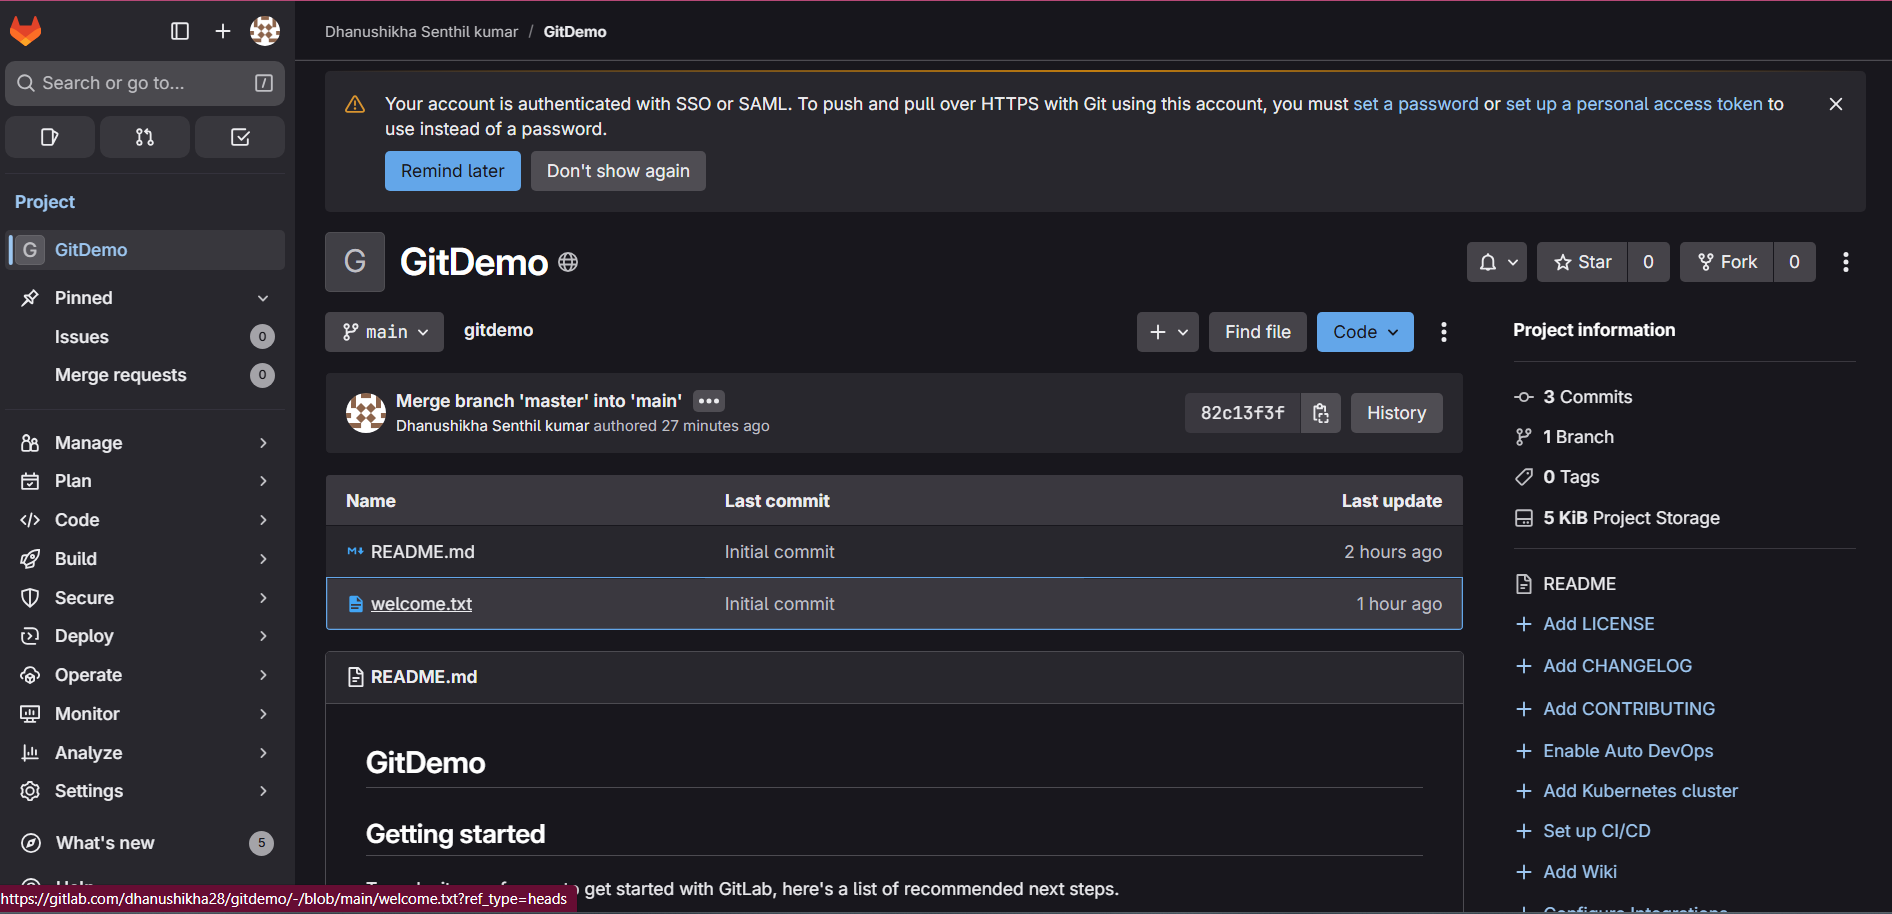 Dhanushikha Senthil kumar / GitDemo
Search or go to...
/
Your account is authenticated with SSO or SAML. To push and pull over HTTPS with Git using this account, you must set a password or set up a personal access token to
use instead of a password.
Remind later
Don't show again
Project
G GitDemo
Pinned
Issues 0
Merge requests 0
Manage
Plan
Code
Build
Secure
Deploy
Operate
Monitor
Analyze
Settings
What's new 5
https://gitlab.com/dhanushikha28/gitdemo/-/blob/main/welcome.txt?ref_type=heads
G GitDemo
Star 0
Fork 0
main
gitdemo
Find file
Code
Merge branch 'master' into 'main'
Dhanushikha Senthil kumar authored 27 minutes ago
82c13f3f
History
Name Last commit Last update
README.md Initial commit 2 hours ago
welcome.txt Initial commit 1 hour ago
README.md
GitDemo
Getting started
get started with GitLab, here's a list of recommended next steps.
Project information
3 Commits
1 Branch
0 Tags
5 KiB Project Storage
README
Add LICENSE
Add CHANGELOG
Add CONTRIBUTING
Enable Auto DevOps
Add Kubernetes cluster
Set up CI/CD
Add Wiki
Configure Integrations